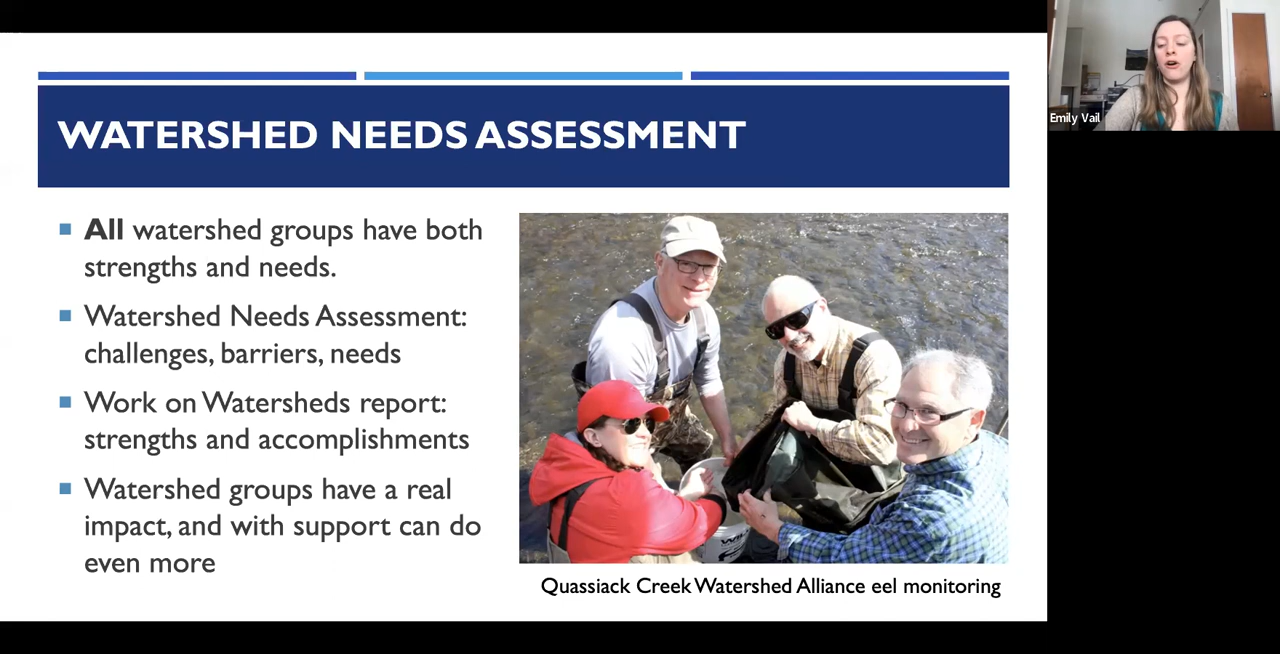 WATERSHED NEEDS ASSESSMENT
All watershed groups have both
strengths and needs.
Watershed Needs Assessment:
challenges, barriers, needs
Work on Watersheds report:
strengths and accomplishments
Watershed groups have a real
impact, and with support can do
even more
Quassiack Creek Watershed Alliance eel monitoring
Emily Vail